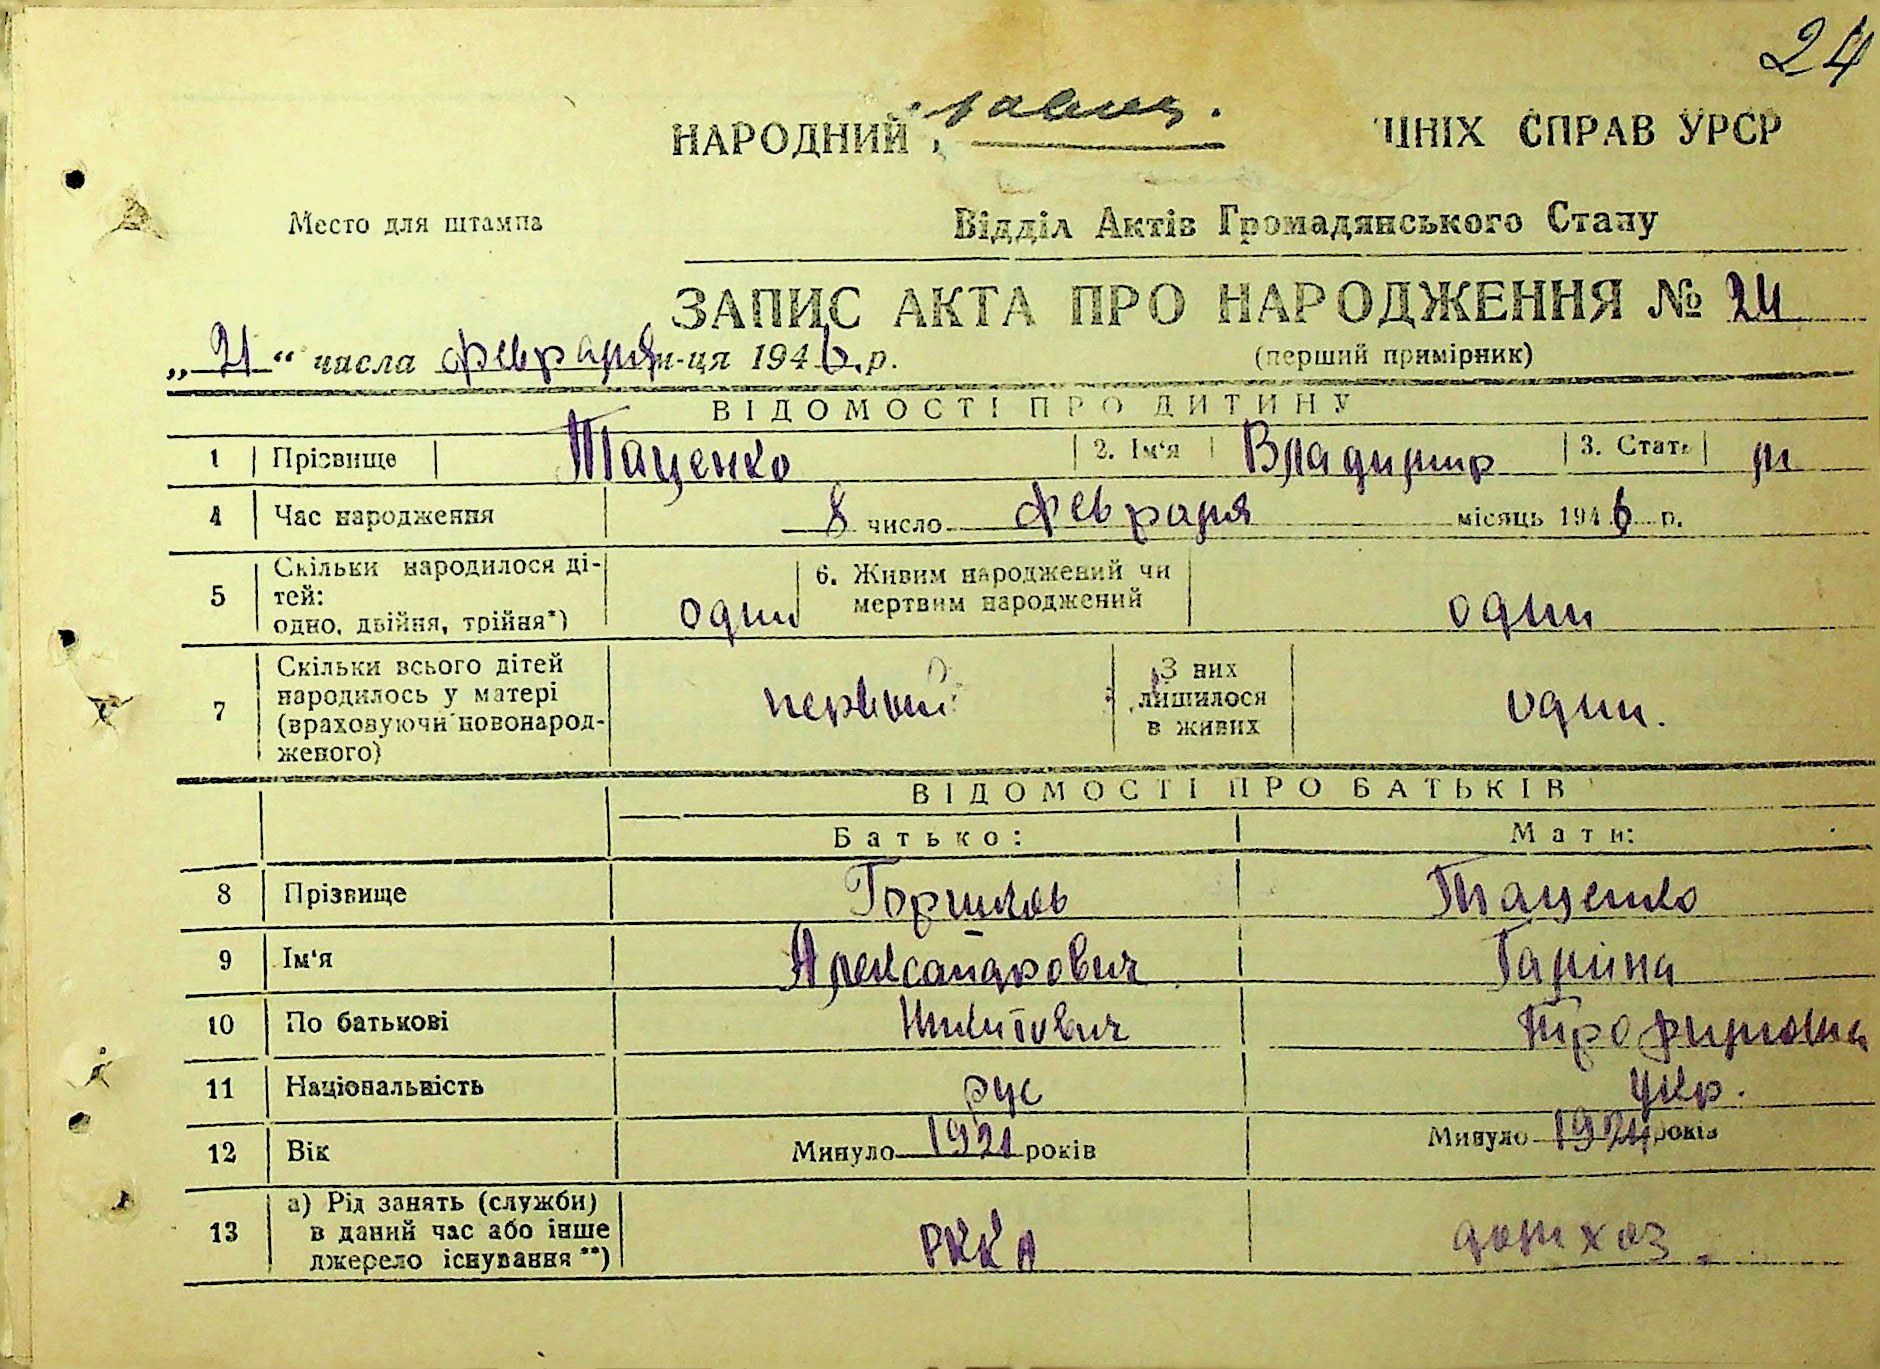 24
НАРОДНИЙ ШНІХ СПРАВ УРСР
Место для штампа
Відділ Актів Громадянського Стану
ЗАПИС АКТА ПРО НАРОДЖЕННЯ № 24
„21“ числа февраля м-ця 1946 р.
(перший примірник)
ВІДОМОСТІ ПРО ДИТИНУ
1 Прізвище Таценко 2. Ім'я Владимир 3. Стать м
4 Час народження 8 число февраля місяць 1946 р.
5 Скільки народилося ді-
тей:
одно, двійня, трійня*) один
6. Живим народжений чи
мертвим народжений один
7 Скільки всього дітей
народилось у матері
(враховуючи новонарод-
женого) первый
З них
лишилося
в живих один.
ВІДОМОСТІ ПРО БАТЬКІВ
Батько: Мати:
8 Прізвище Горшков Таценко
9 Ім'я Александрович Галина
10 По батькові Никитович Трофимовна
11 Національність рус укр.
12 Вік Минуло 1921 років Минуло 1924 років
13 а) Рід занять (служби)
в даний час або інше
джерело існування**) РККА домхоз.